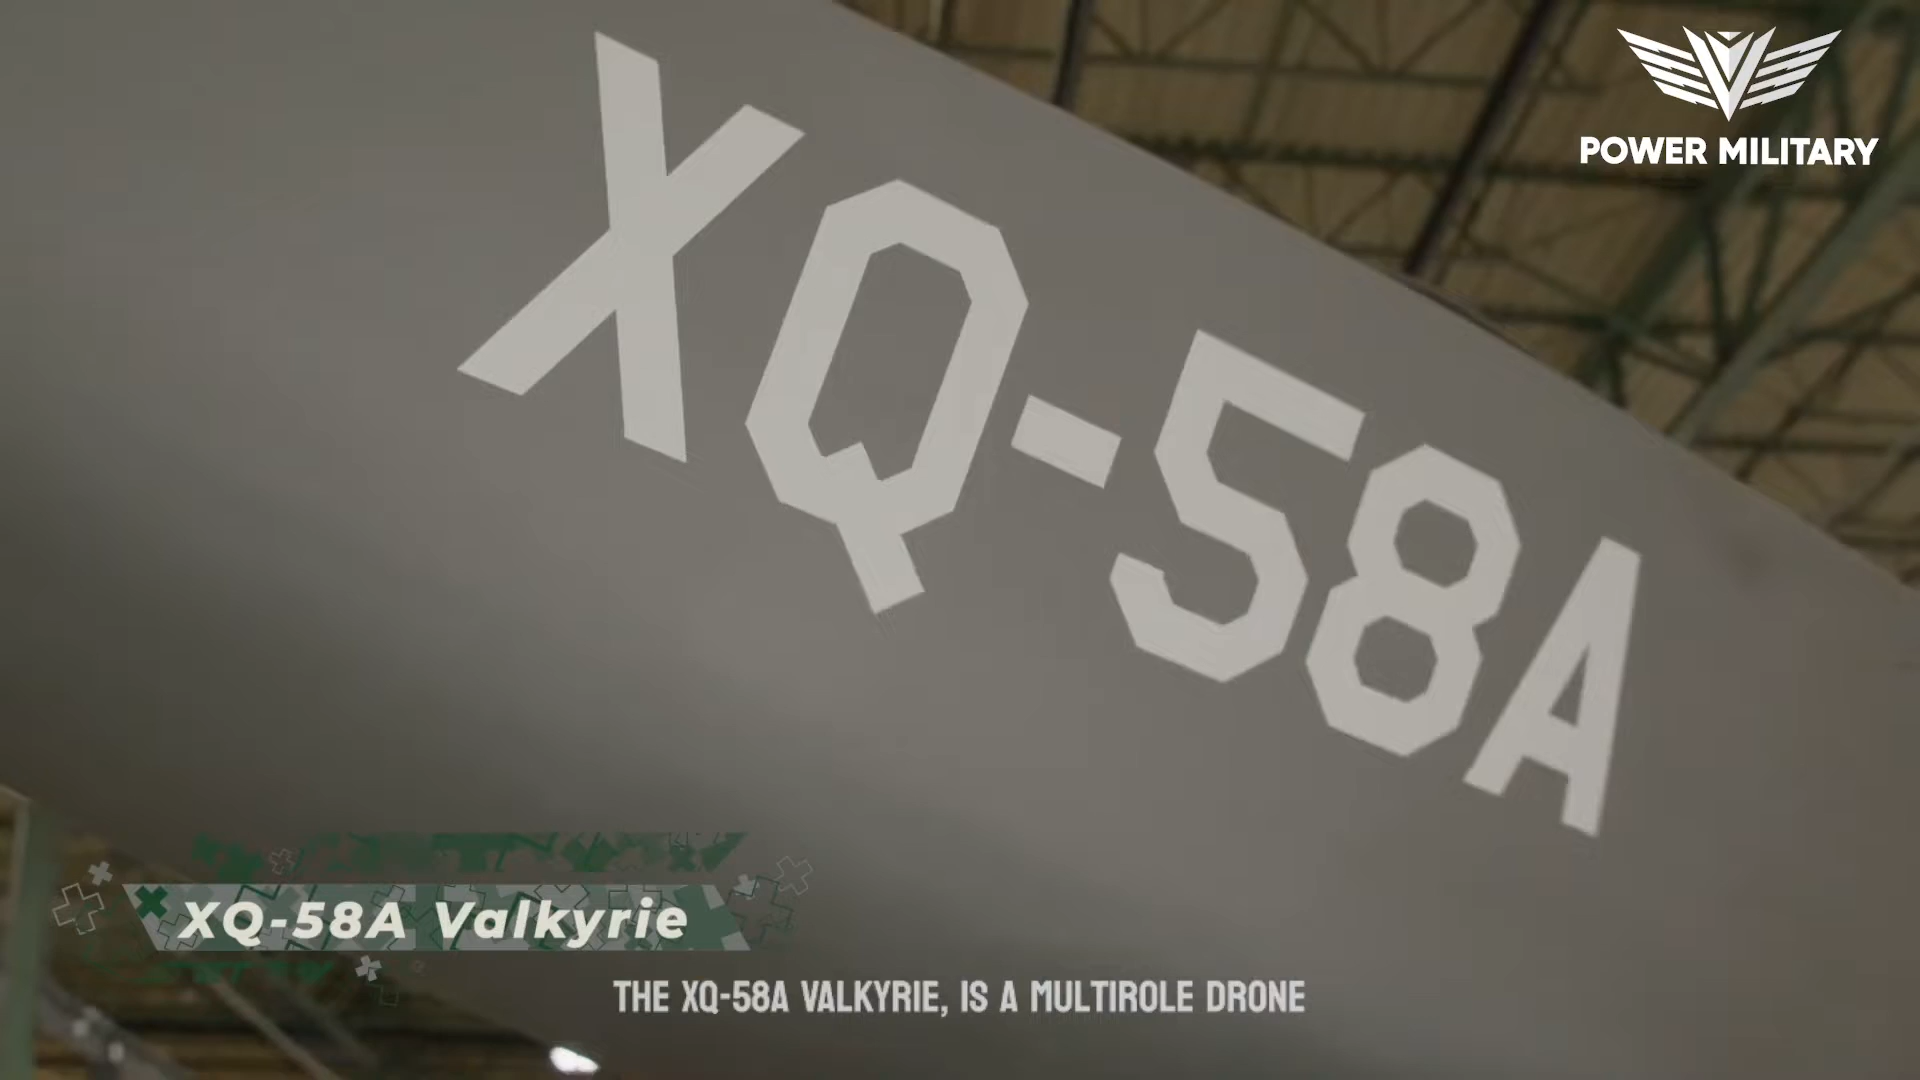 POWER MILITARY
XQ-58A
XQ-58A Valkyrie
THE XQ-58A VALKYRIE, IS A MULTIROLE DRONE